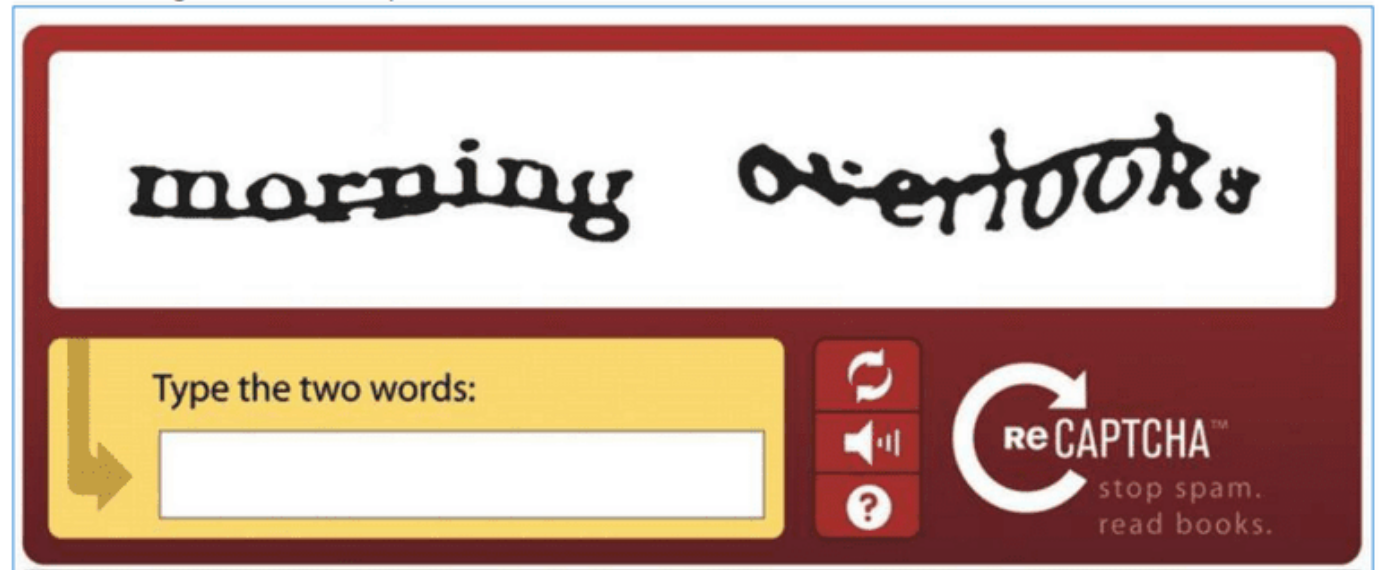 morning overlooks
Type the two words:
ReCAPTCHA™
stop spam.
read books.